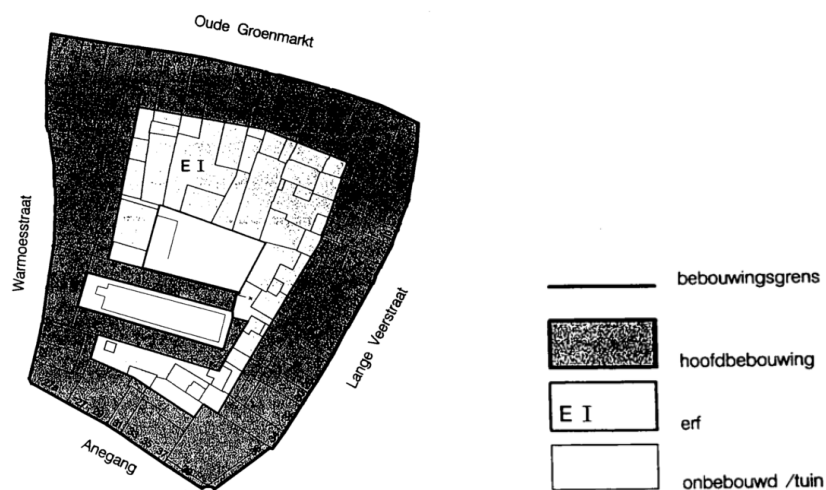 Oude Groenmarkt
E I
Warmoesstraat
Lange Veerstraat
Anegang
bebouwingsgrens
hoofdbebouwing
E I
erf
onbebouwd /tuin